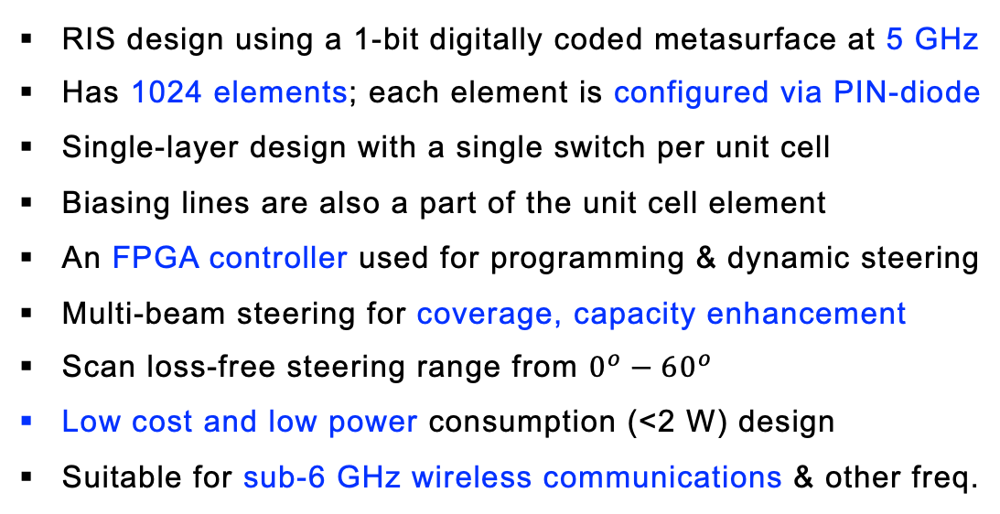 ▪ RIS design using a 1-bit digitally coded metasurface at 5 GHz
▪ Has 1024 elements; each element is configured via PIN-diode
▪ Single-layer design with a single switch per unit cell
▪ Biasing lines are also a part of the unit cell element
▪ An FPGA controller used for programming & dynamic steering
▪ Multi-beam steering for coverage, capacity enhancement
▪ Scan loss-free steering range from 0° − 60°
▪ Low cost and low power consumption (<2 W) design
▪ Suitable for sub-6 GHz wireless communications & other freq.